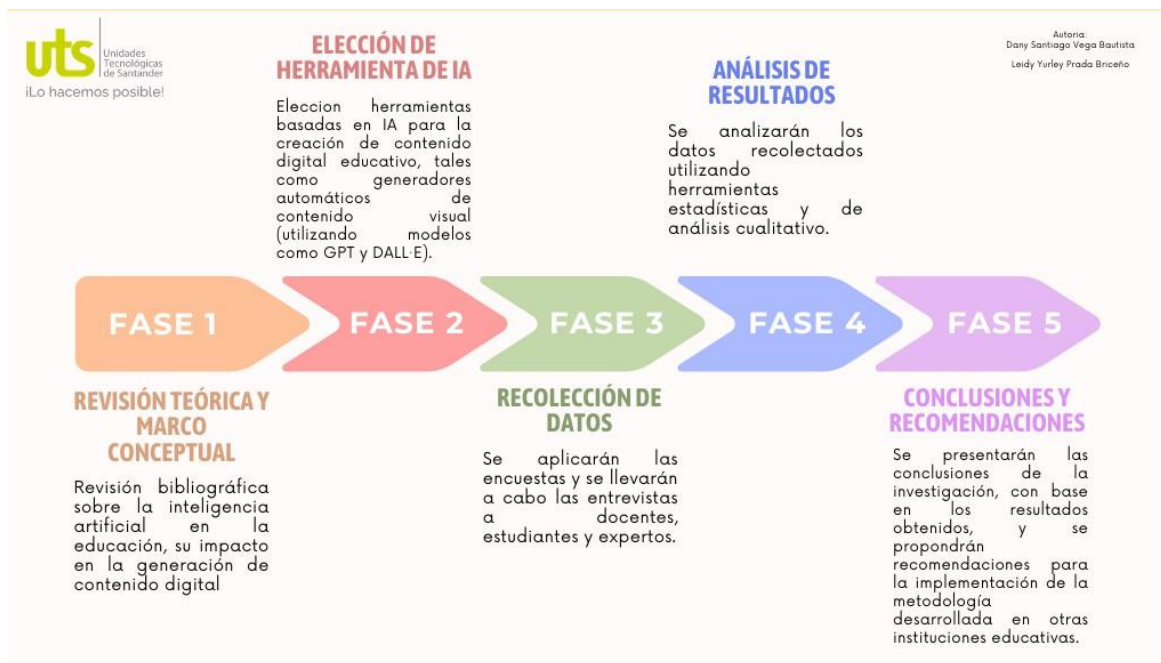 uts
Unidades
Tecnológicas
de Santander
¡Lo hacemos posible!
Autoria:
Dany Santiago Vega Bautista
Leidy Yurley Prada Briceño
ELECCIÓN DE
HERRAMIENTA DE IA
Eleccion herramientas
basadas en IA para la
creación de contenido
digital educativo, tales
como generadores
automáticos de
contenido visual
(utilizando modelos
como GPT y DALL·E).
ANÁLISIS DE
RESULTADOS
Se analizarán los
datos recolectados
utilizando
herramientas
estadísticas y de
análisis cualitativo.
FASE 1
FASE 2
FASE 3
FASE 4
FASE 5
REVISIÓN TEÓRICA Y
MARCO
CONCEPTUAL
Revisión bibliográfica
sobre la inteligencia
artificial en la
educación, su impacto
en la generación de
contenido digital
RECOLECCIÓN DE
DATOS
Se aplicarán las
encuestas y se llevarán
a cabo las entrevistas
a docentes,
estudiantes y expertos.
CONCLUSIONES Y
RECOMENDACIONES
Se presentarán las
conclusiones de la
investigación, con base
en los resultados
obtenidos, y se
propondrán
recomendaciones para
la implementación de la
metodología
desarrollada en otras
instituciones educativas.